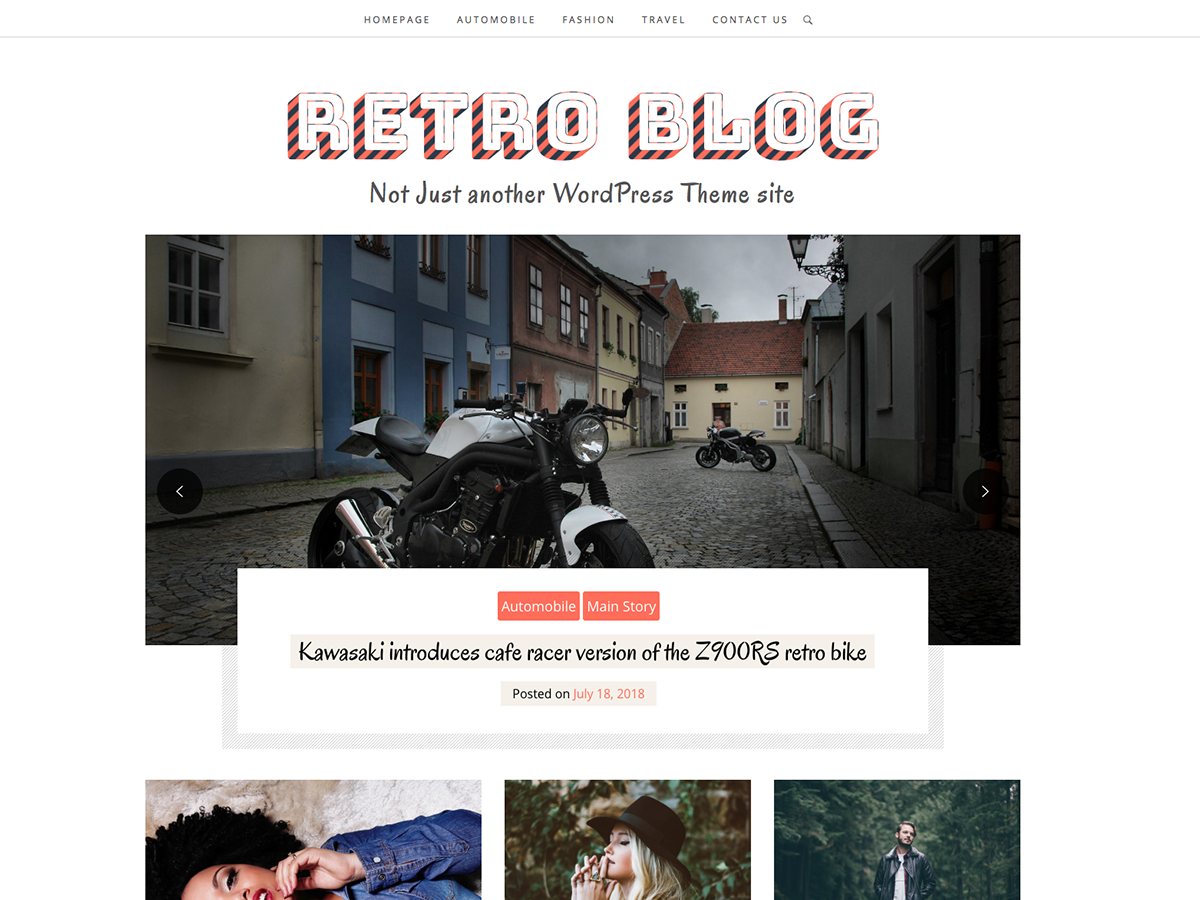 HOMEPAGE AUTOMOBILE FASHION TRAVEL CONTACT US
RETRO BLOG
Not Just another WordPress Theme site
Automobile Main Story
Kawasaki introduces cafe racer version of the Z900RS retro bike
Posted on July 18, 2018